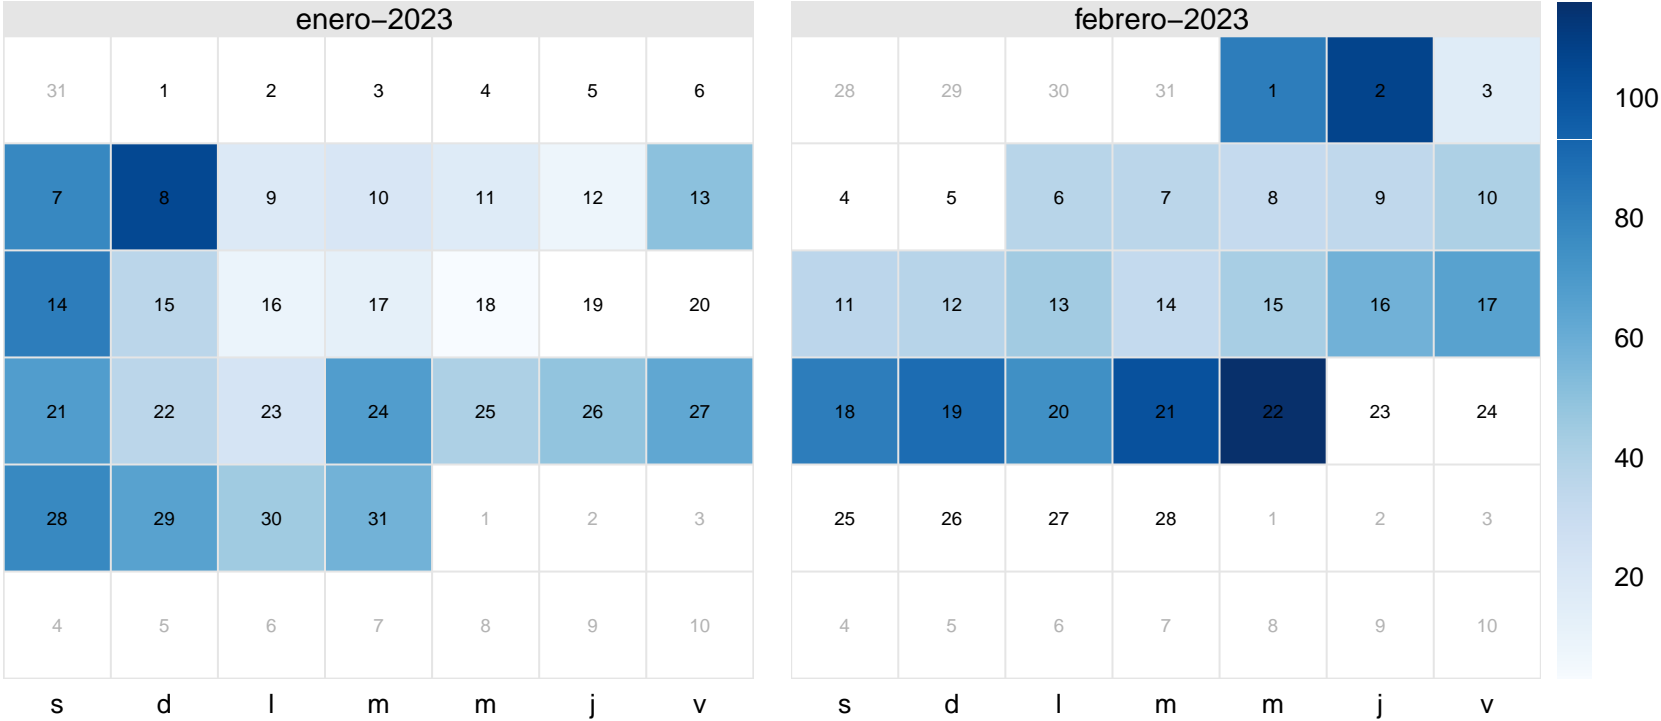 enero–2023
31 1 2 3 4 5 6
7 8 9 10 11 12 13
14 15 16 17 18 19 20
21 22 23 24 25 26 27
28 29 30 31 1 2 3
4 5 6 7 8 9 10
s d l m m j v
febrero–2023
28 29 30 31 1 2 3
4 5 6 7 8 9 10
11 12 13 14 15 16 17
18 19 20 21 22 23 24
25 26 27 28 1 2 3
4 5 6 7 8 9 10
s d l m m j v
100
80
60
40
20